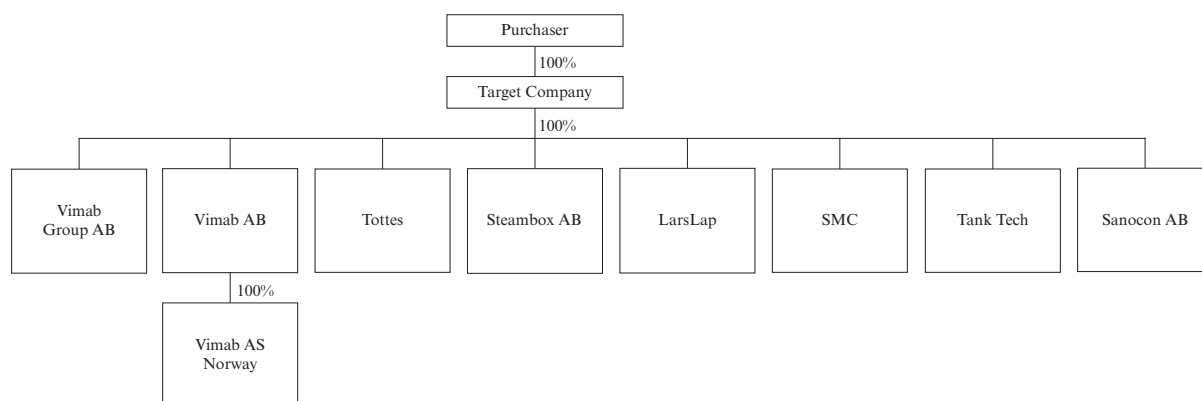 Purchaser
100%
Target Company
100%
Vimab
Group AB
Vimab AB
Tottes
Steambox AB
LarsLap
SMC
Tank Tech
Sanocon AB
100%
Vimab AS
Norway